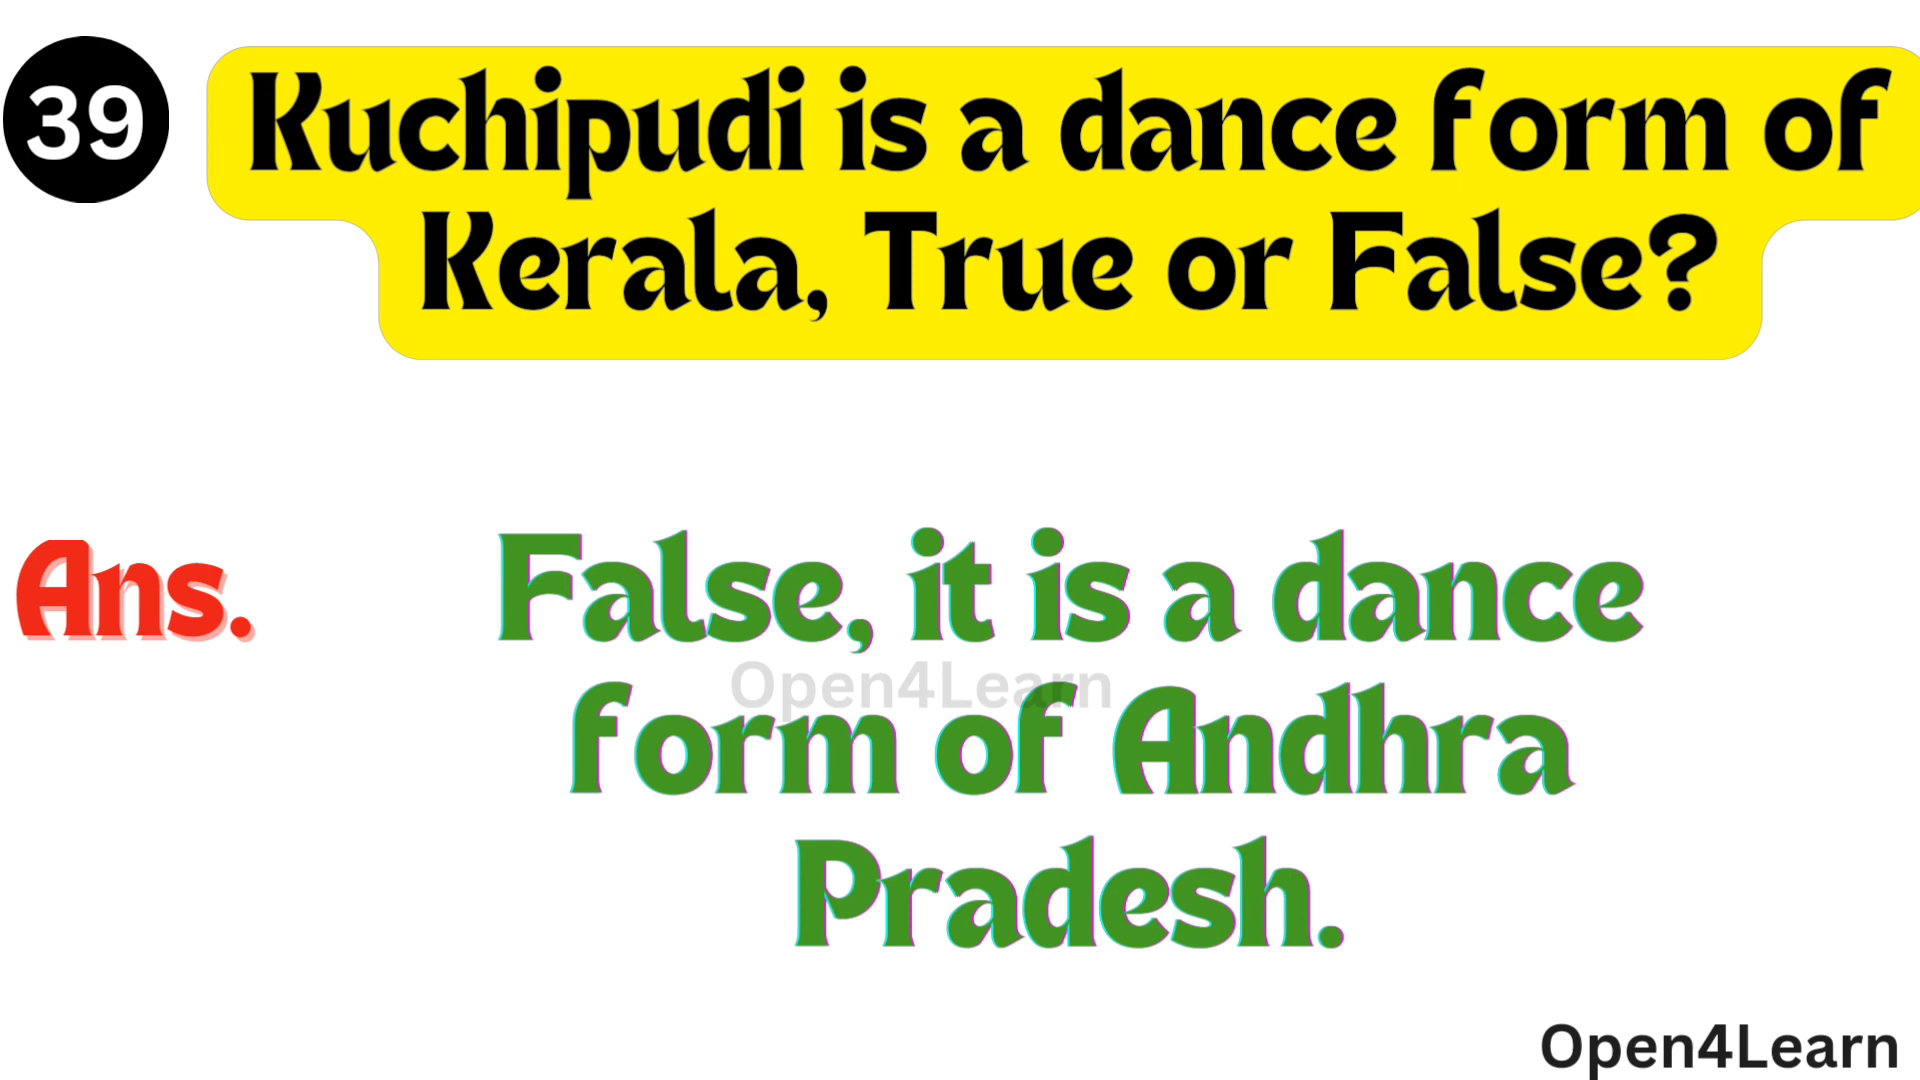 39
Kuchipudi is a dance form of
Kerala, True or False?
Ans.
False, it is a dance
Open4Learn
form of Andhra
Pradesh.
Open4Learn